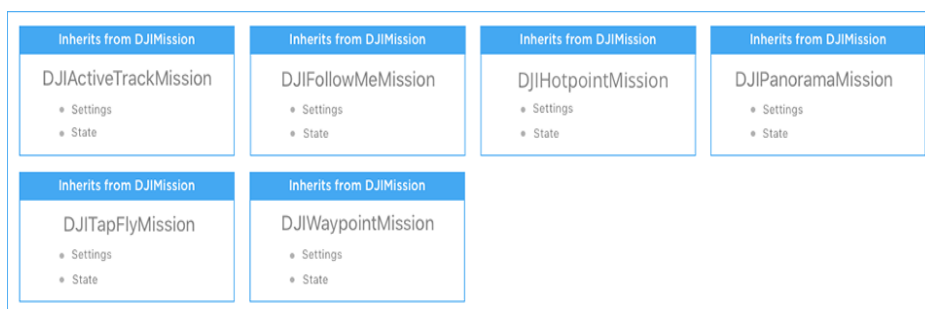 Inherits from DJIMission
Inherits from DJIMission
Inherits from DJIMission
Inherits from DJIMission
DJIActiveTrackMission
DJIFollowMeMission
DJIHotpointMission
DJIPanoramaMission
Settings
Settings
Settings
Settings
State
State
State
State
Inherits from DJIMission
Inherits from DJIMission
DJITapFlyMission
DJIWaypointMission
Settings
Settings
State
State